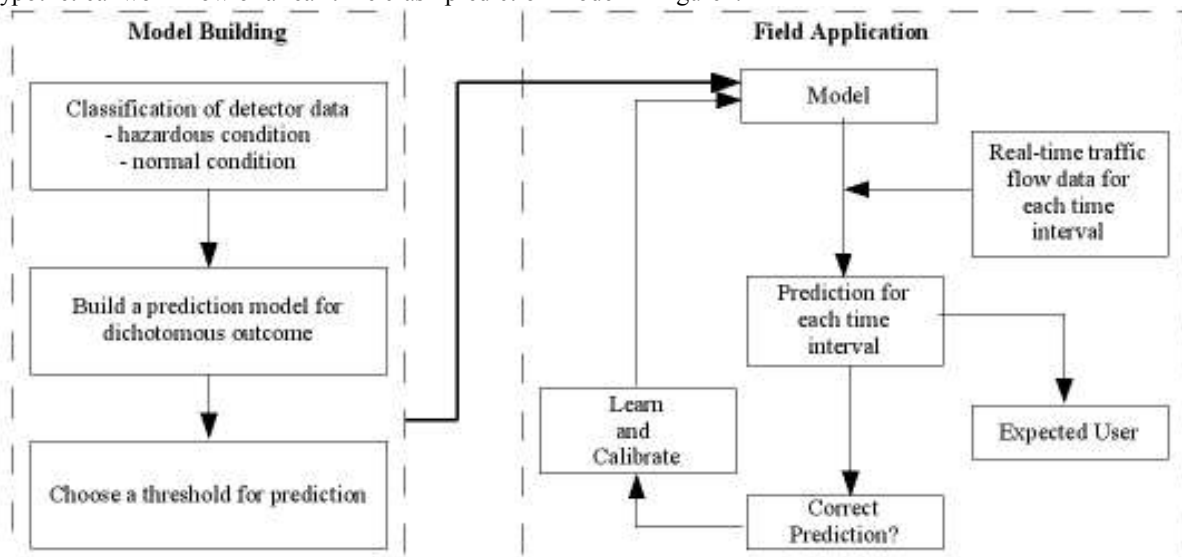 Model Building
Classification of detector data
- hazardous condition
- normal condition
Build a prediction model for
dichotomous outcome
Choose a threshold for prediction
Field Application
Model
Real-time traffic
flow data for
each time
interval
Prediction for
each time
interval
Learn
and
Calibrate
Expected User
Correct
Prediction?